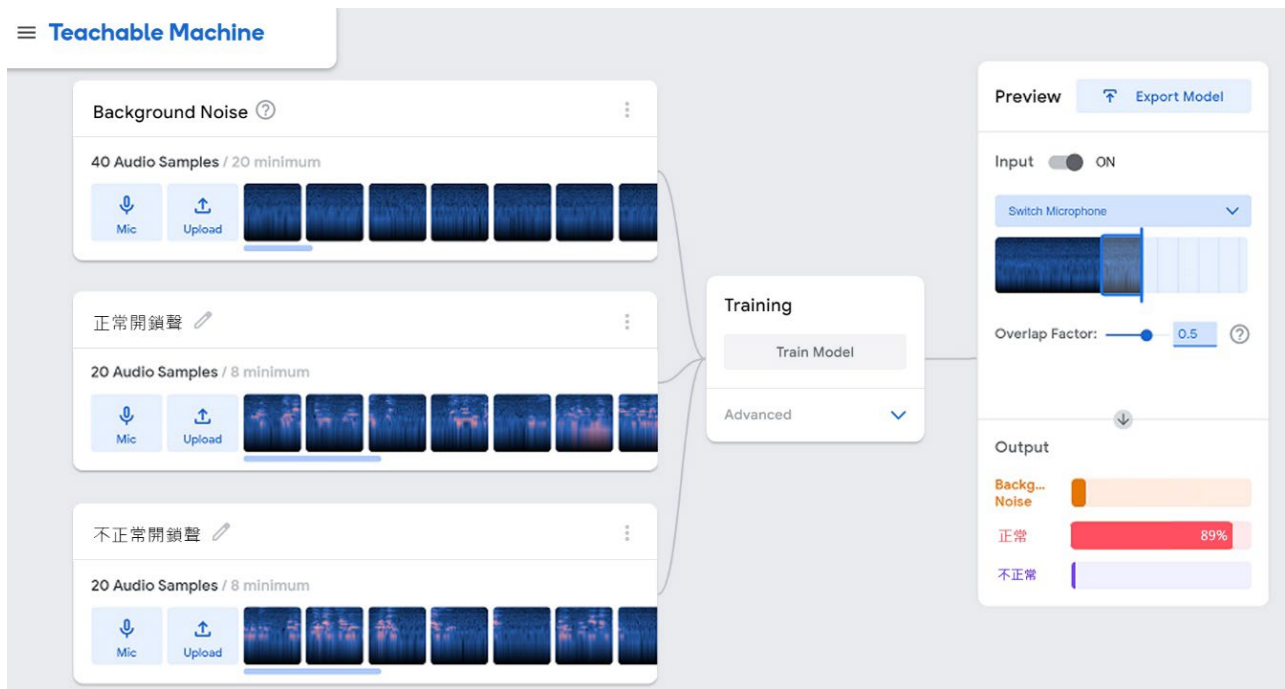 Teachable Machine
Background Noise
40 Audio Samples / 20 minimum
Mic
Upload
正常開鎖聲
20 Audio Samples / 8 minimum
Mic
Upload
不正常開鎖聲
20 Audio Samples / 8 minimum
Mic
Upload
Training
Train Model
Advanced
Preview
Export Model
Input
ON
Switch Microphone
Overlap Factor:
0.5
Output
Backg...
Noise
正常
89%
不正常